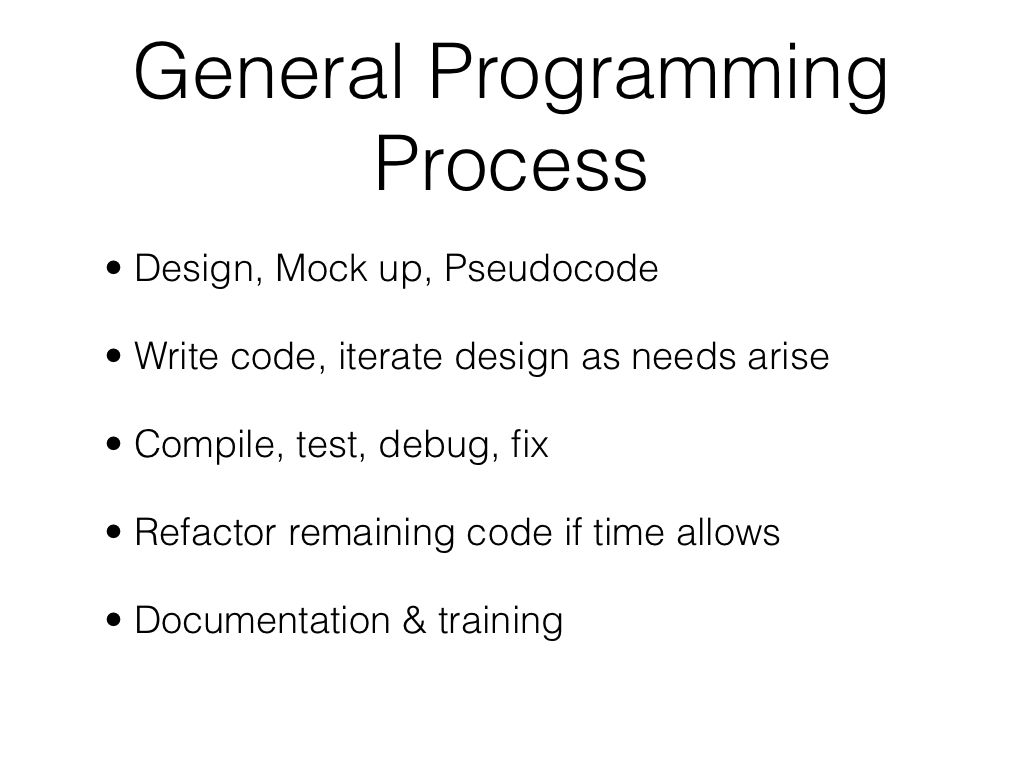 General Programming
Process
• Design, Mock up, Pseudocode
• Write code, iterate design as needs arise
• Compile, test, debug, fix
• Refactor remaining code if time allows
• Documentation & training